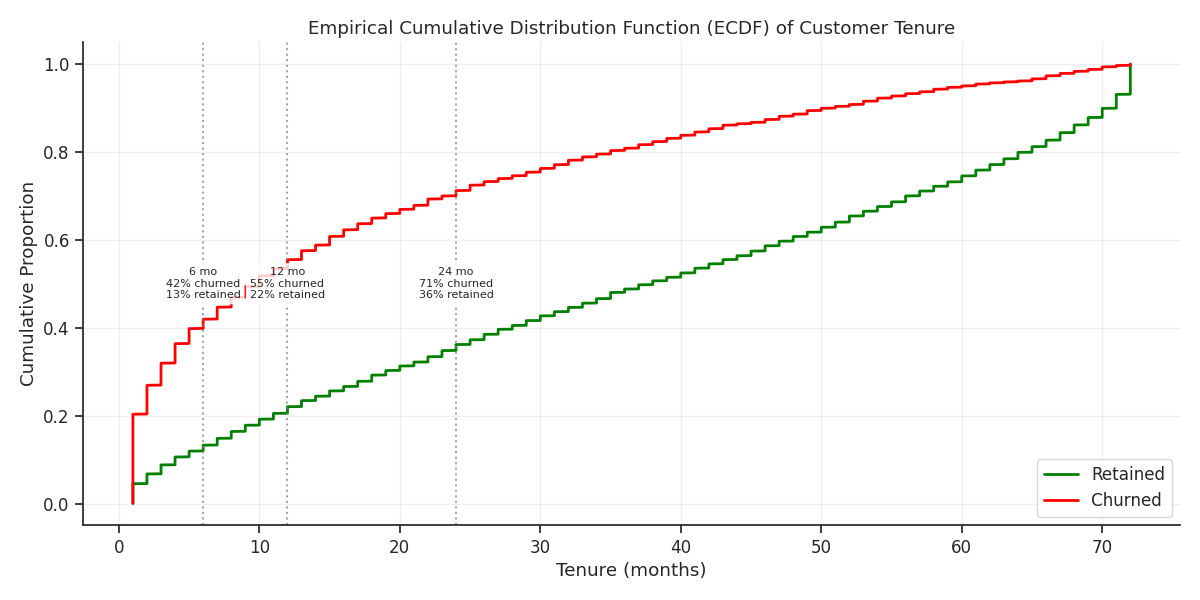 Empirical Cumulative Distribution Function (ECDF) of Customer Tenure
Cumulative Proportion
1.0
0.8
0.6
0.4
0.2
0.0
6 mo
42% churned
13% retained
12 mo
55% churned
22% retained
24 mo
71% churned
36% retained
Retained
Churned
0 10 20 30 40 50 60 70
Tenure (months)